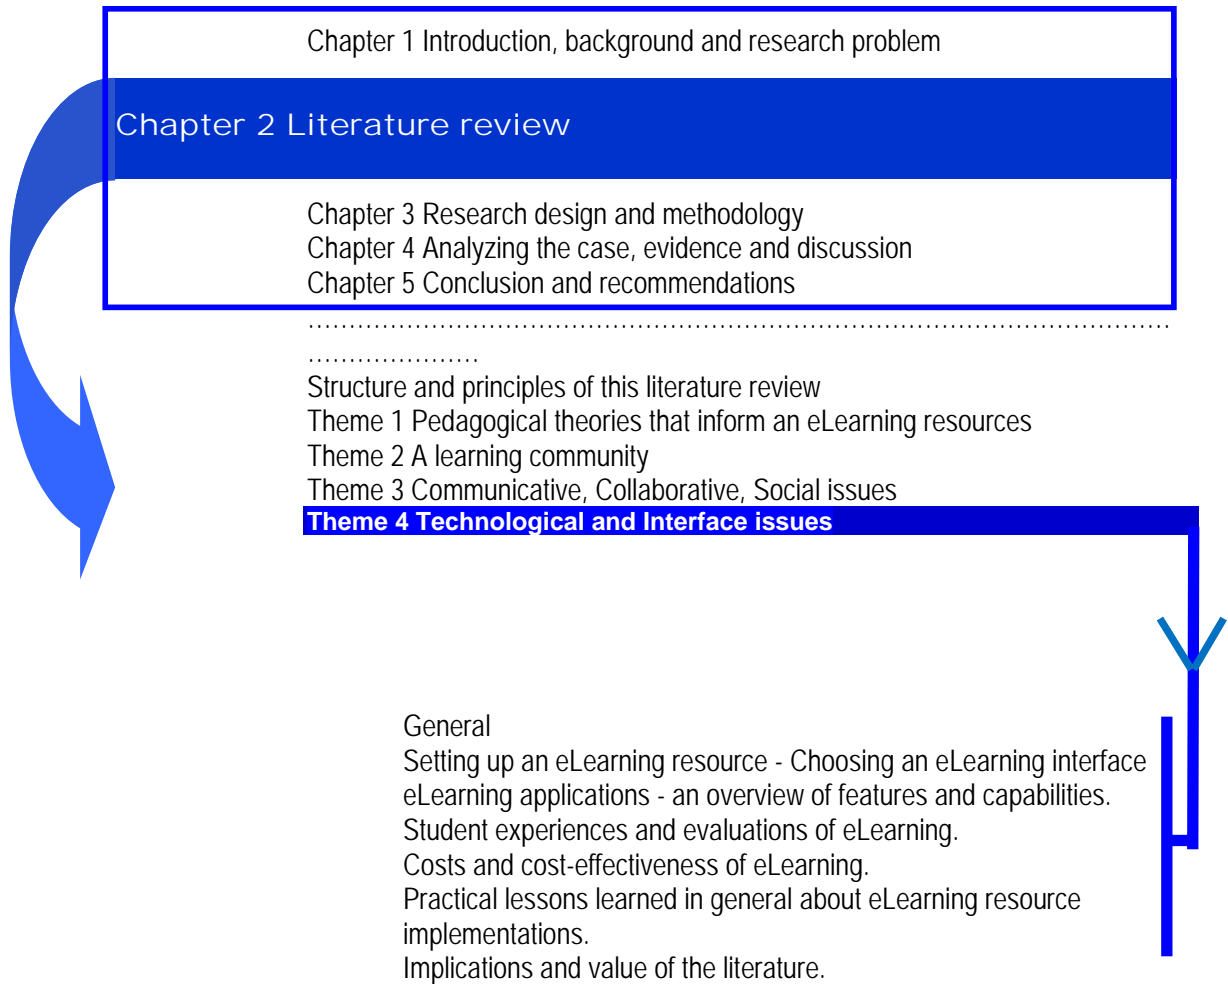 Chapter 1 Introduction, background and research problem
Chapter 2 Literature review
Chapter 3 Research design and methodology
Chapter 4 Analyzing the case, evidence and discussion
Chapter 5 Conclusion and recommendations
……………………………………………………………………………………………
…………………
Structure and principles of this literature review
Theme 1 Pedagogical theories that inform an eLearning resources
Theme 2 A learning community
Theme 3 Communicative, Collaborative, Social issues
Theme 4 Technological and Interface issues
General
Setting up an eLearning resource - Choosing an eLearning interface
eLearning applications - an overview of features and capabilities.
Student experiences and evaluations of eLearning.
Costs and cost-effectiveness of eLearning.
Practical lessons learned in general about eLearning resource
implementations.
Implications and value of the literature.